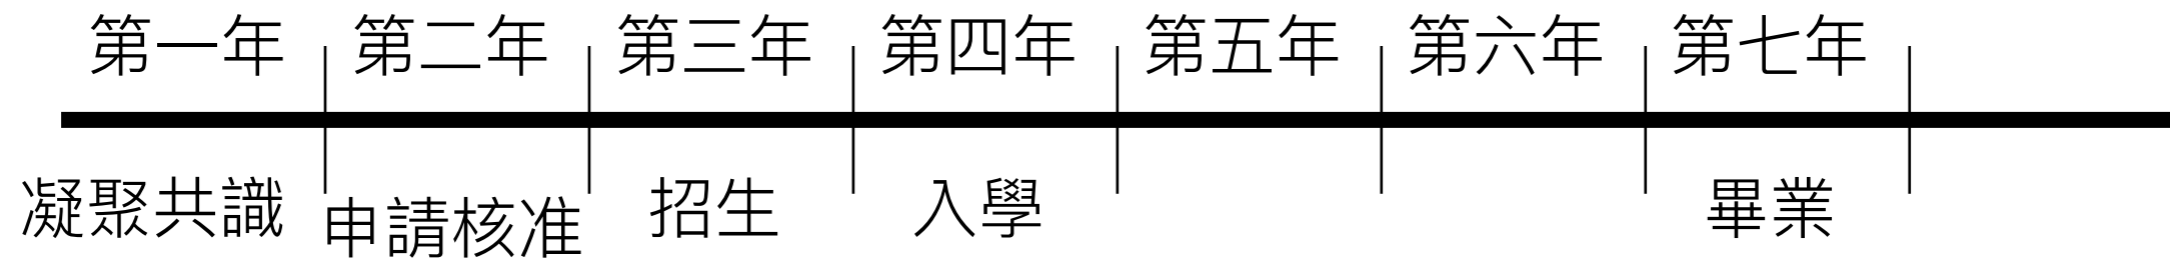 第一年 第二年 第三年 第四年 第五年 第六年 第七年
凝聚共識 申請核准 招生 入學 畢業